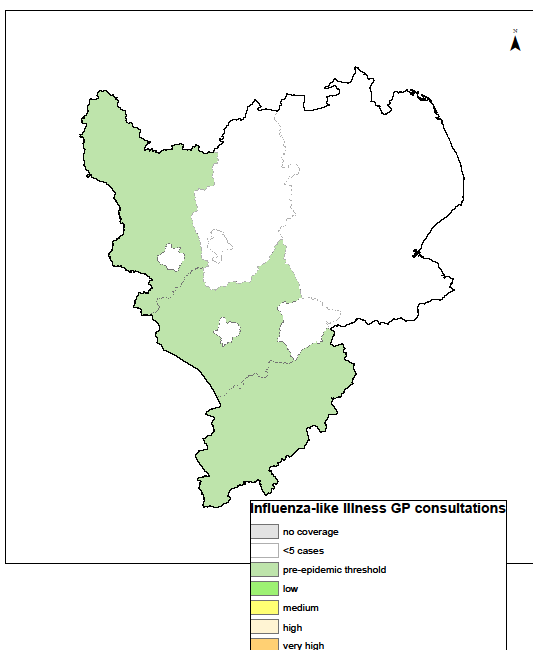 N
Influenza-like Illness GP consultations
no coverage
<5 cases
pre-epidemic threshold
low
medium
high
very high